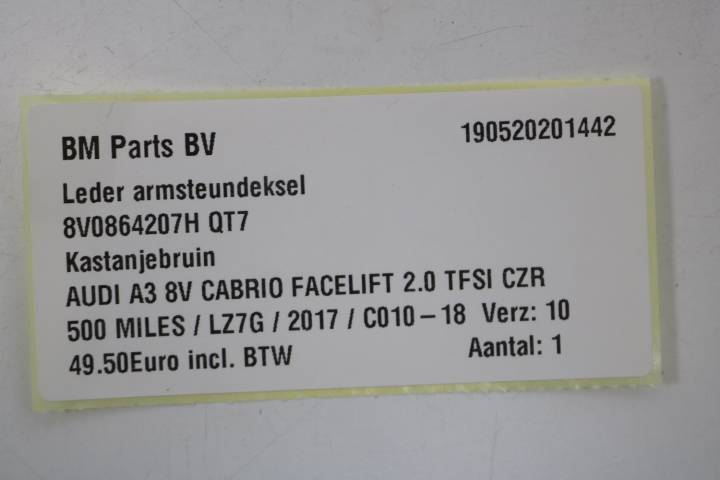 BM Parts BV 190520201442
Leder armsteundeksel
8V0864207H QT7
Kastanjebruin
AUDI A3 8V CABRIO FACELIFT 2.0 TFSI CZR
500 MILES / LZ7G / 2017 / C010-18 Verz: 10
49.50Euro incl. BTW Aantal: 1